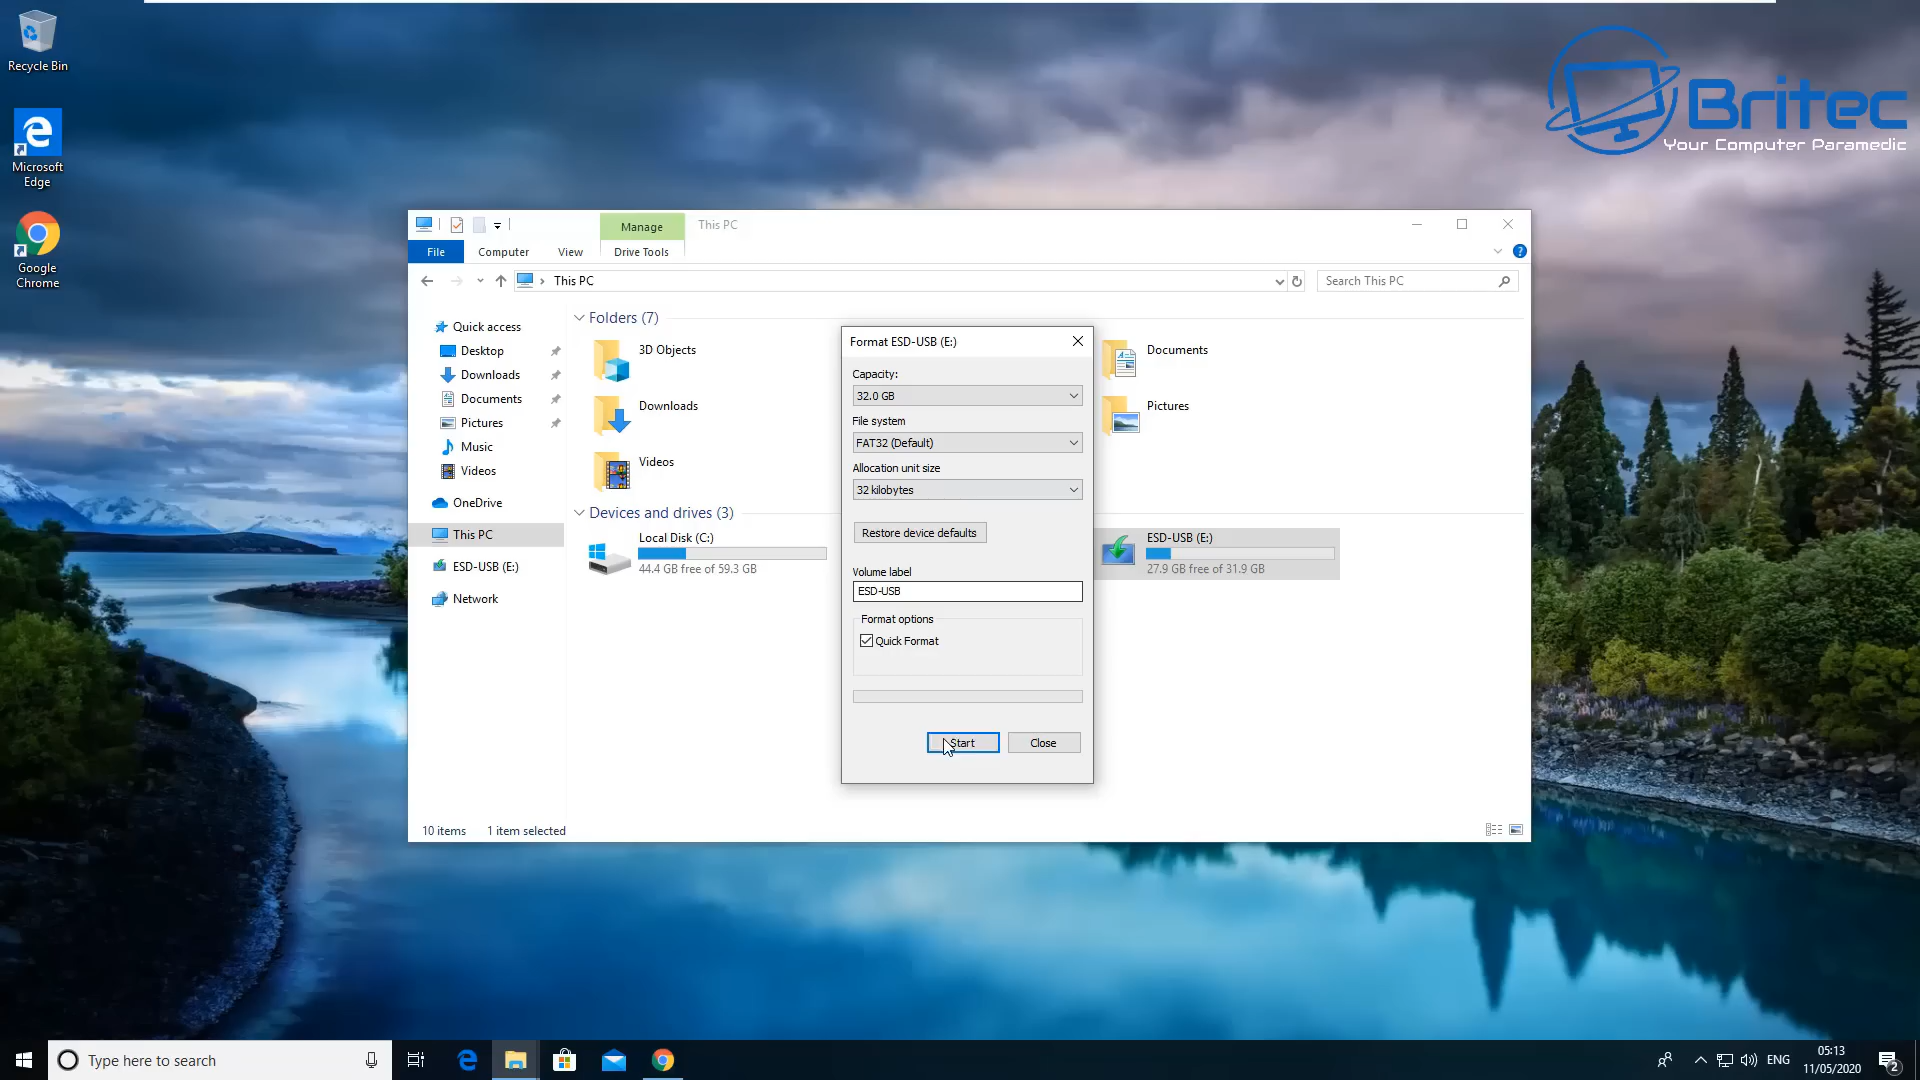 Recycle Bin
Microsoft
Edge
Google
Chrome
Britec
Your Computer Paramedic
Manage
This PC
File
Computer
View
Drive Tools
This PC
Search This PC
Quick access
Desktop
Downloads
Documents
Pictures
Music
Videos
OneDrive
This PC
ESD-USB (E:)
Network
Folders (7)
3D Objects
Downloads
Videos
Documents
Pictures
Devices and drives (3)
Local Disk (C:)
44.4 GB free of 59.3 GB
ESD-USB (E:)
27.9 GB free of 31.9 GB
Format ESD-USB (E:)
Capacity:
32.0 GB
File system
FAT32 (Default)
Allocation unit size
32 kilobytes
Restore device defaults
Volume label
ESD-USB
Format options
Quick Format
Start
Close
10 items
1 item selected
Type here to search
ENG
05:13
11/05/2020
2